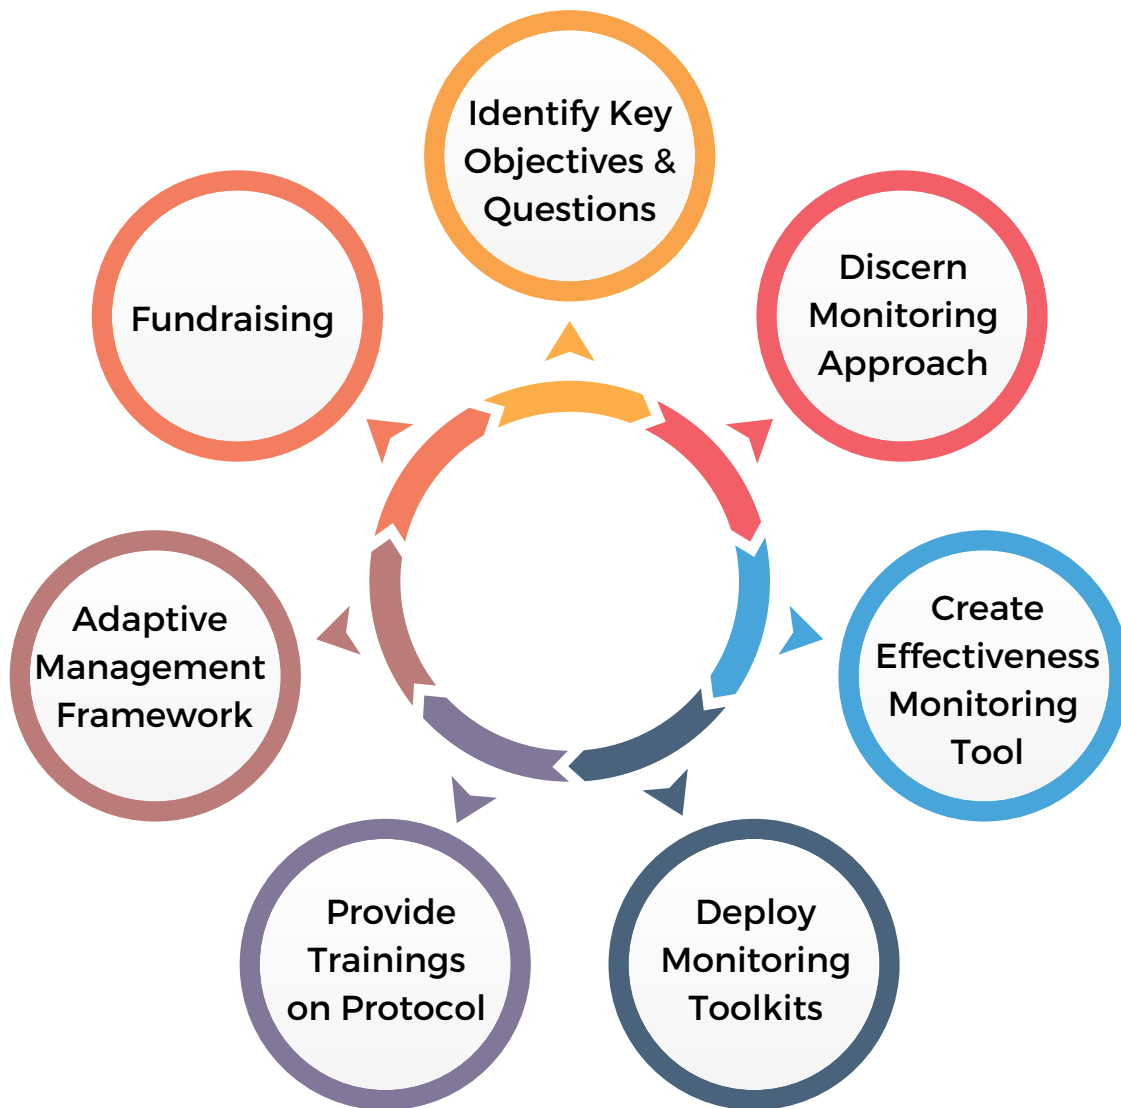 Identify Key
Objectives &
Questions
Discern
Monitoring
Approach
Create
Effectiveness
Monitoring
Tool
Deploy
Monitoring
Toolkits
Provide
Trainings
on Protocol
Adaptive
Management
Framework
Fundraising